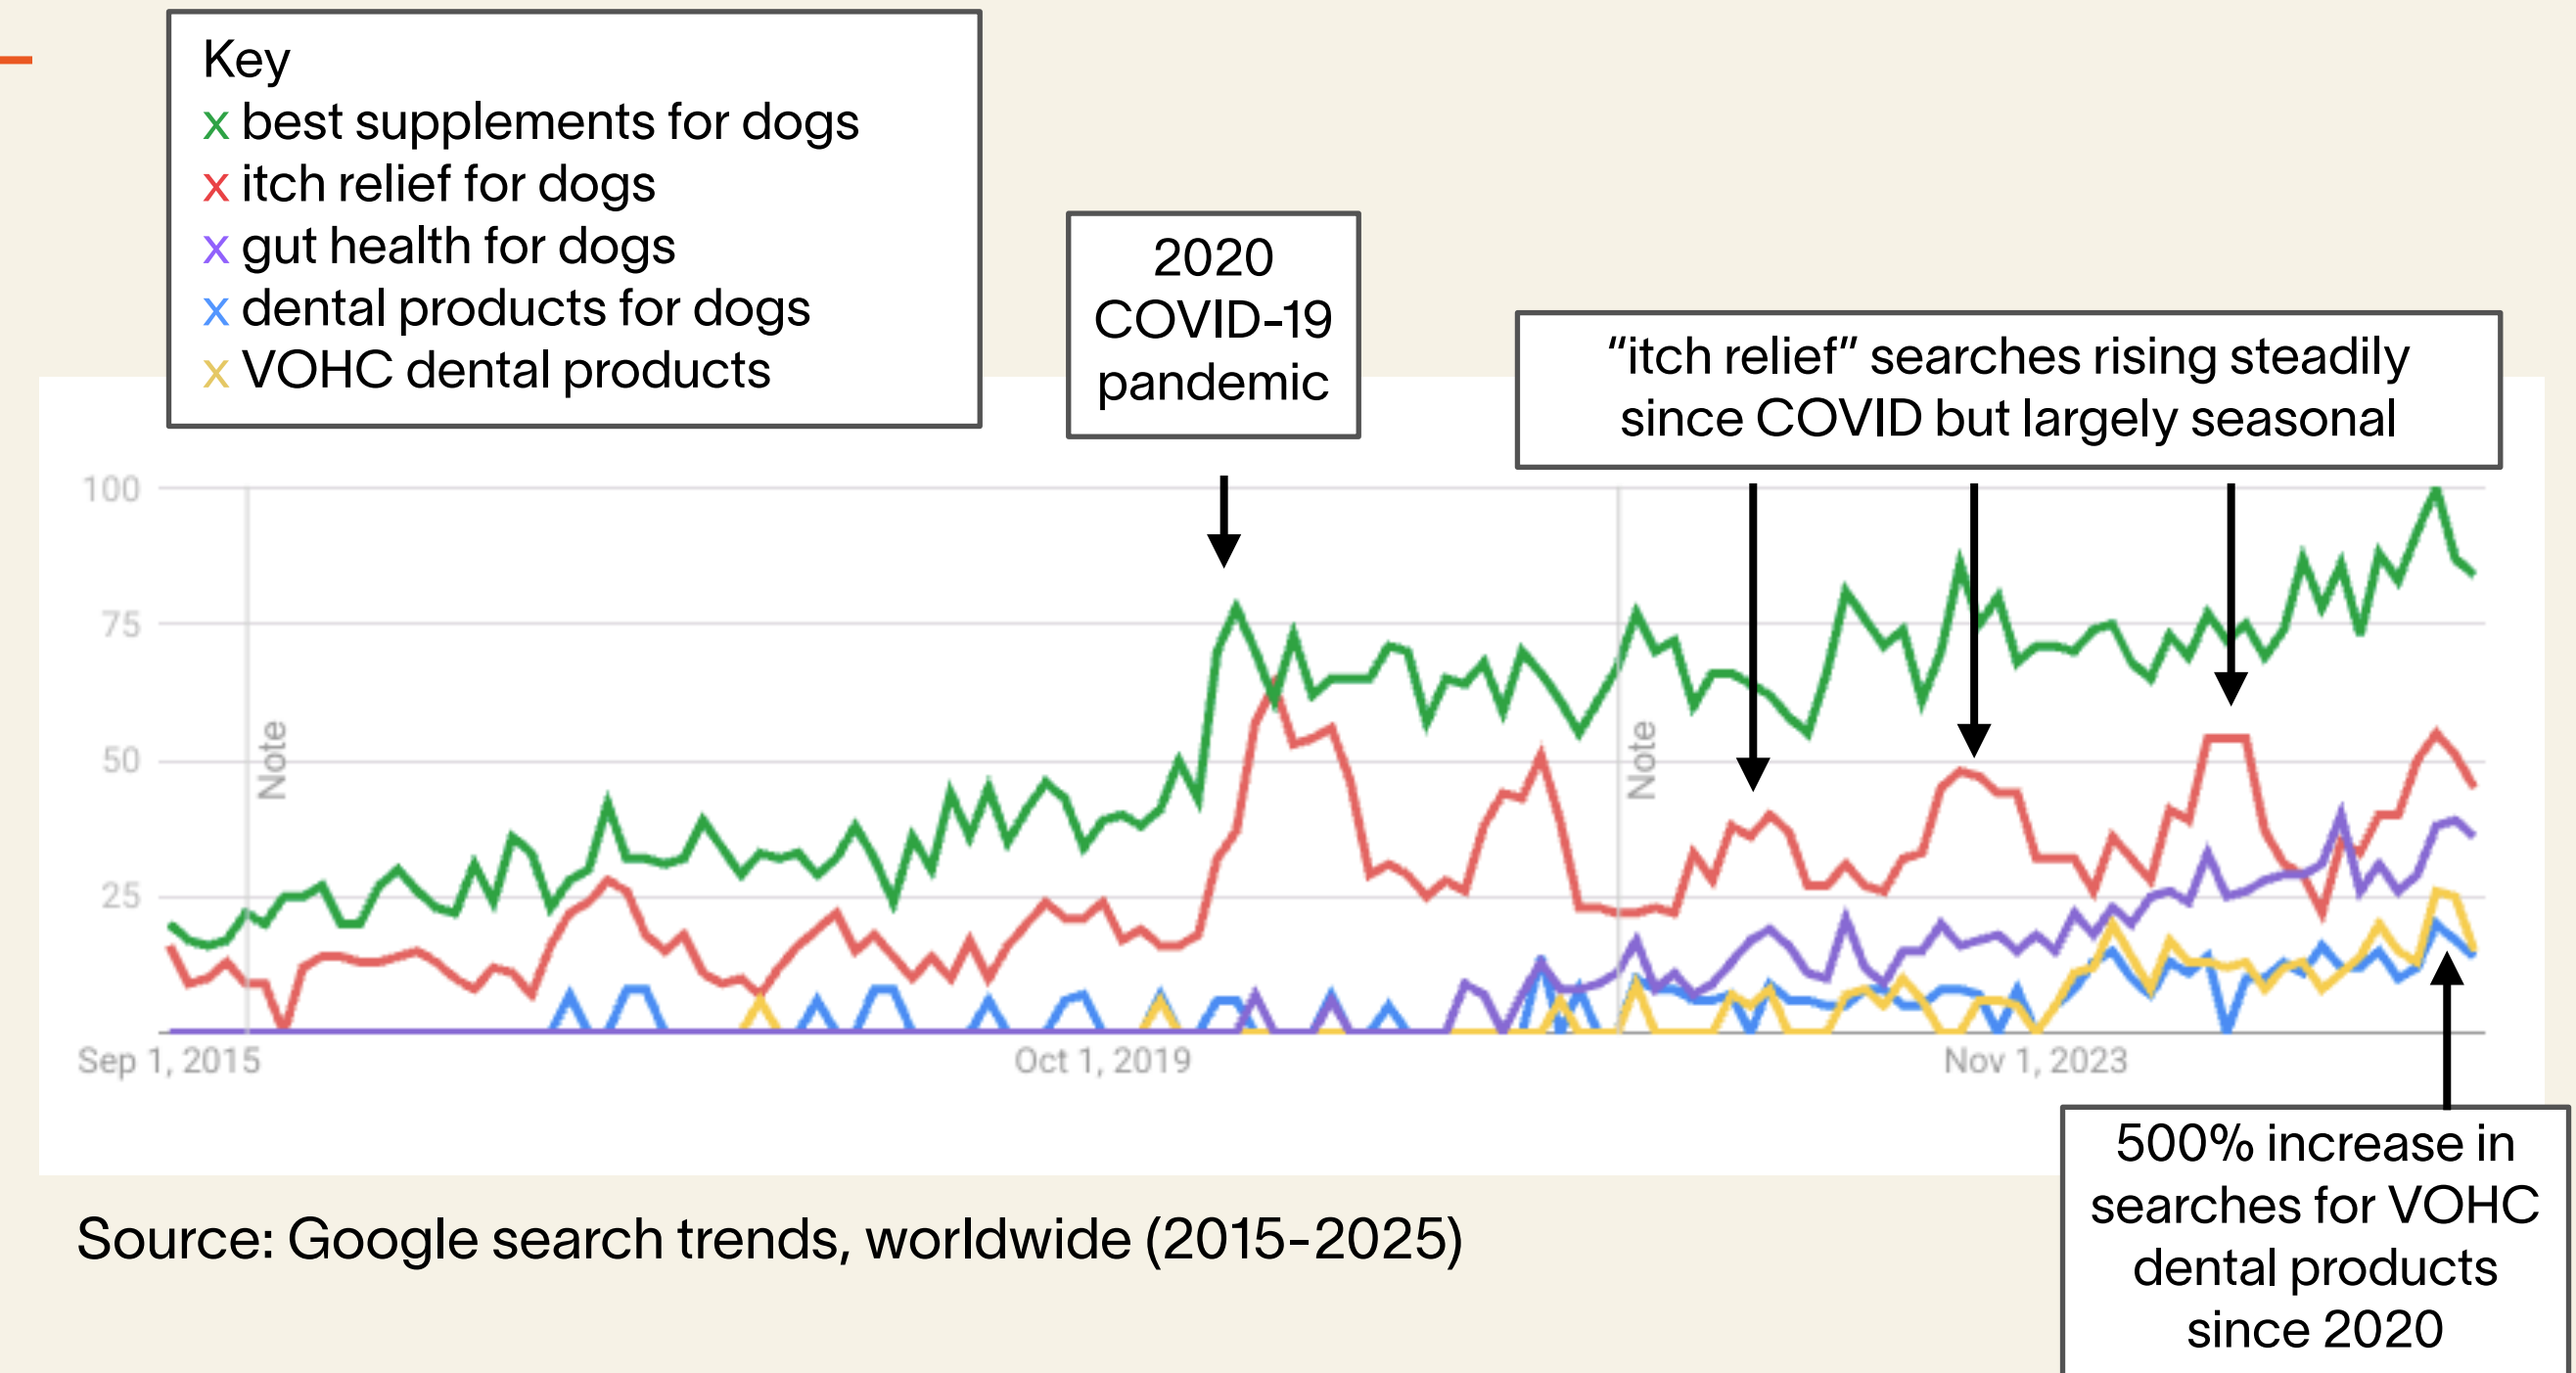 Key
x best supplements for dogs
x itch relief for dogs
x gut health for dogs
x dental products for dogs
x VOHC dental products
2020
COVID-19
pandemic
“itch relief” searches rising steadily
since COVID but largely seasonal
100
75
50
25
Note
Note
Sep 1, 2015
Oct 1, 2019
Nov 1, 2023
500% increase in
searches for VOHC
dental products
since 2020
Source: Google search trends, worldwide (2015-2025)